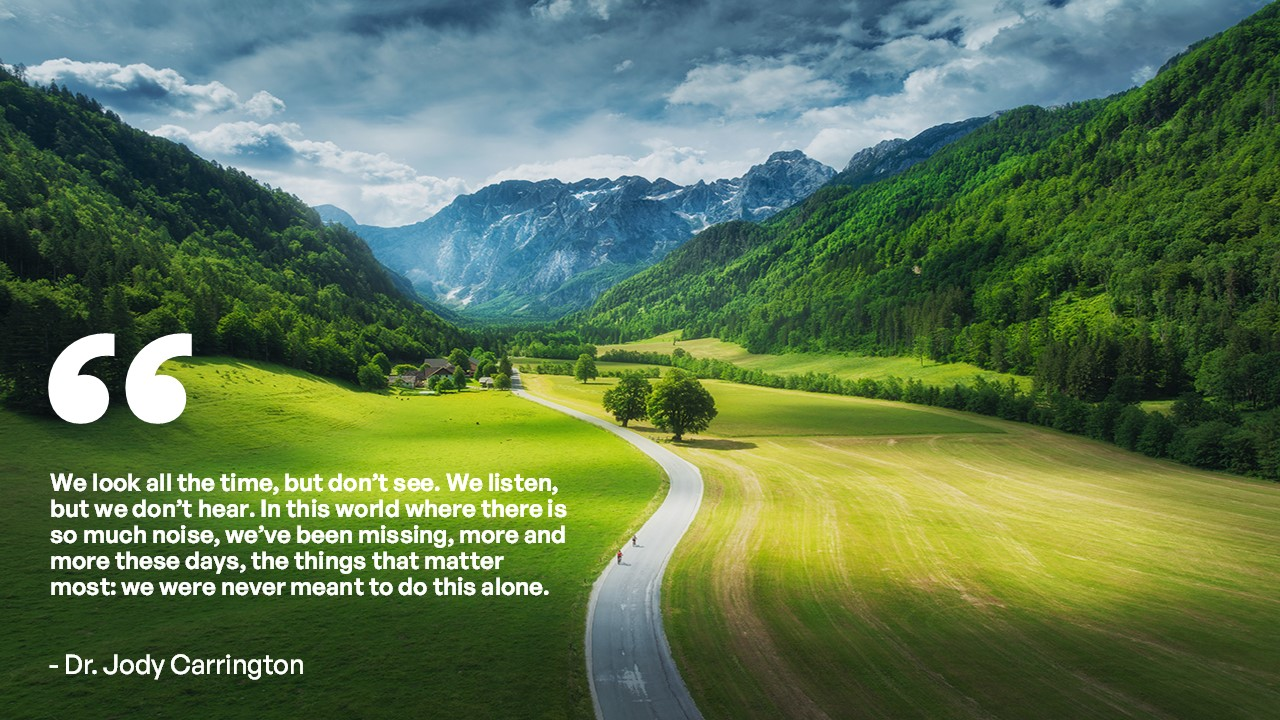 “
We look all the time, but don’t see. We listen,
but we don’t hear. In this world where there is
so much noise, we’ve been missing, more and
more these days, the things that matter
most: we were never meant to do this alone.
- Dr. Jody Carrington